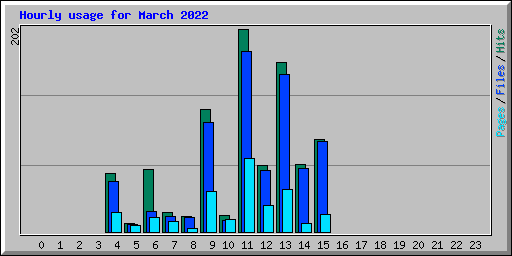 Hourly usage for March 2022
202
Pages/Files/Hits
0 1 2 3 4 5 6 7 8 9 10 11 12 13 14 15 16 17 18 19 20 21 22 23